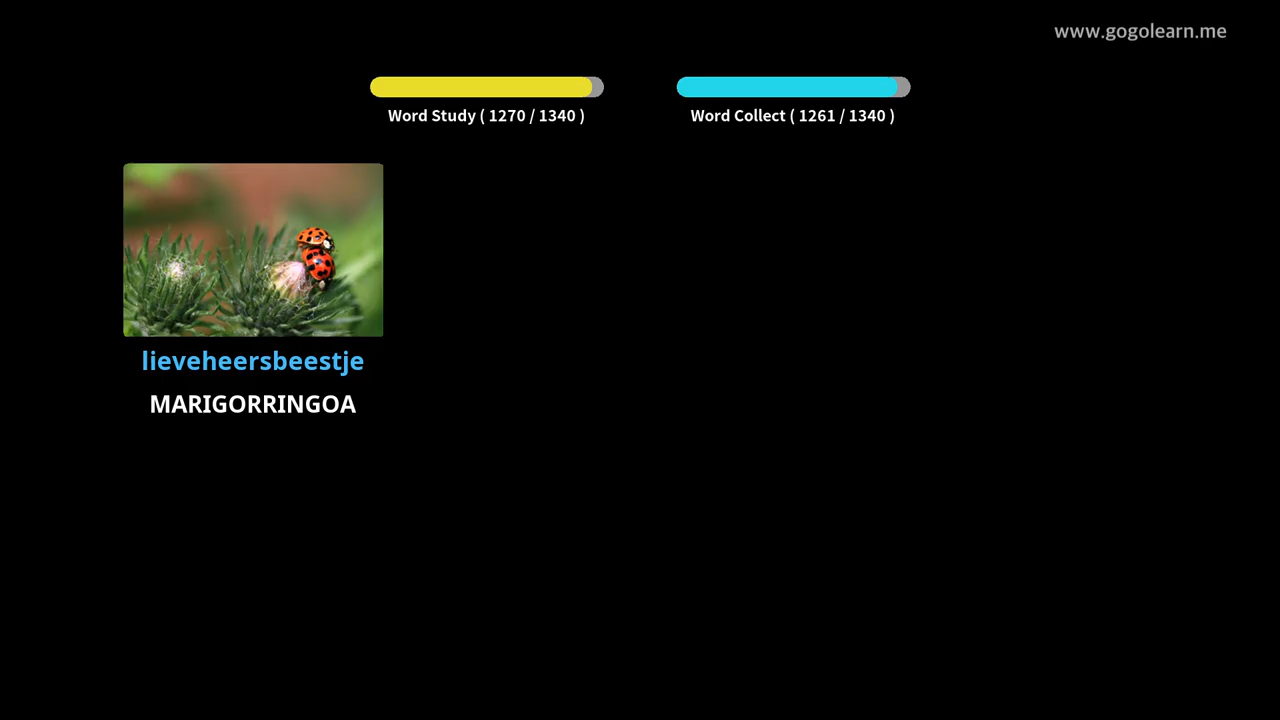 www.gogolearn.me
Word Study ( 1270 / 1340 )
Word Collect ( 1261 / 1340 )
lieveheersbeestje
MARIGORRINGOA